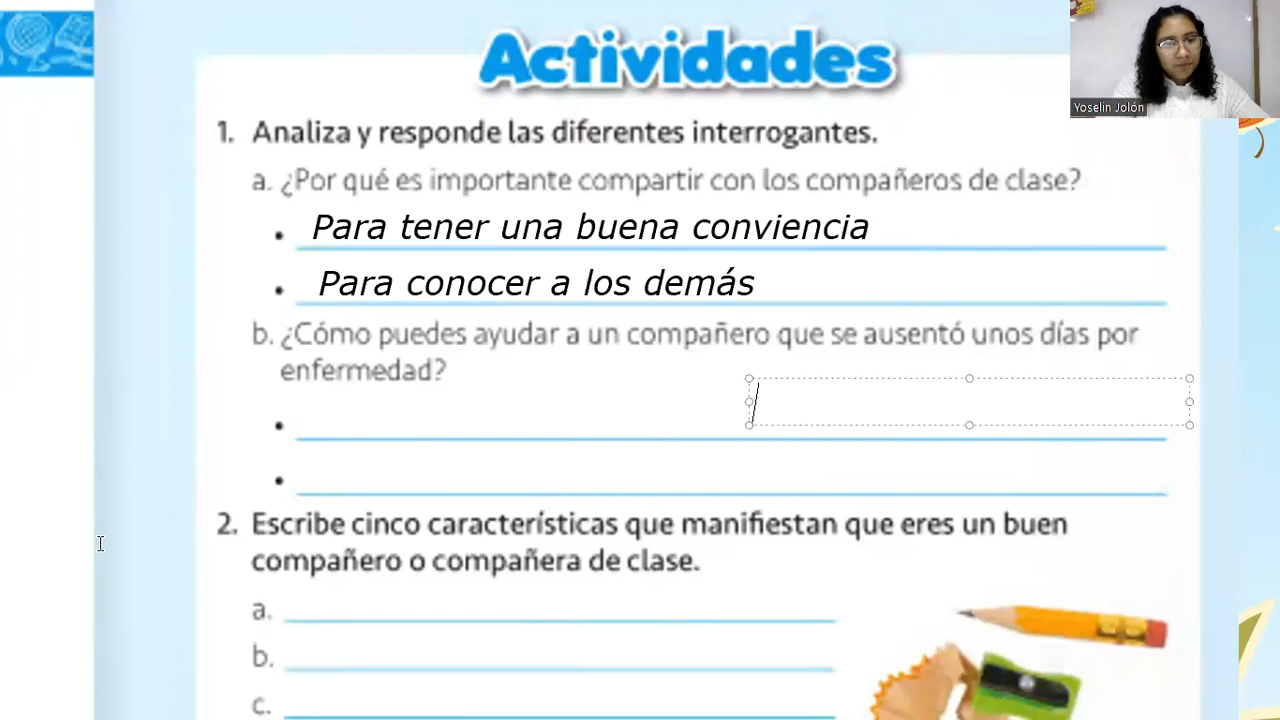 Actividades
Yoselin Jolón
1. Analiza y responde las diferentes interrogantes.
a. ¿Por qué es importante compartir con los compañeros de clase?
• Para tener una buena conviencia
• Para conocer a los demás
b. ¿Cómo puedes ayudar a un compañero que se ausentó unos días por
enfermedad?
•
•
2. Escribe cinco características que manifiestan que eres un buen
compañero o compañera de clase.
a.
b.
c.